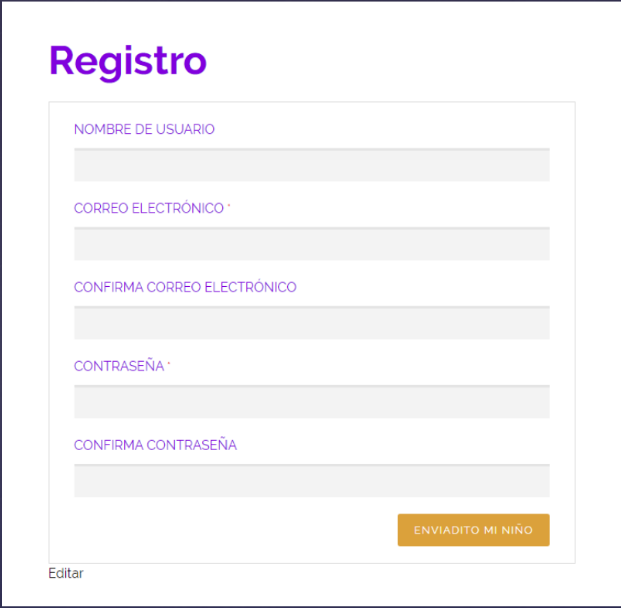 Registro
NOMBRE DE USUARIO
CORREO ELECTRÓNICO *
CONFIRMA CORREO ELECTRÓNICO
CONTRASEÑA *
CONFIRMA CONTRASEÑA
ENVIADITO MI NIÑO
Editar